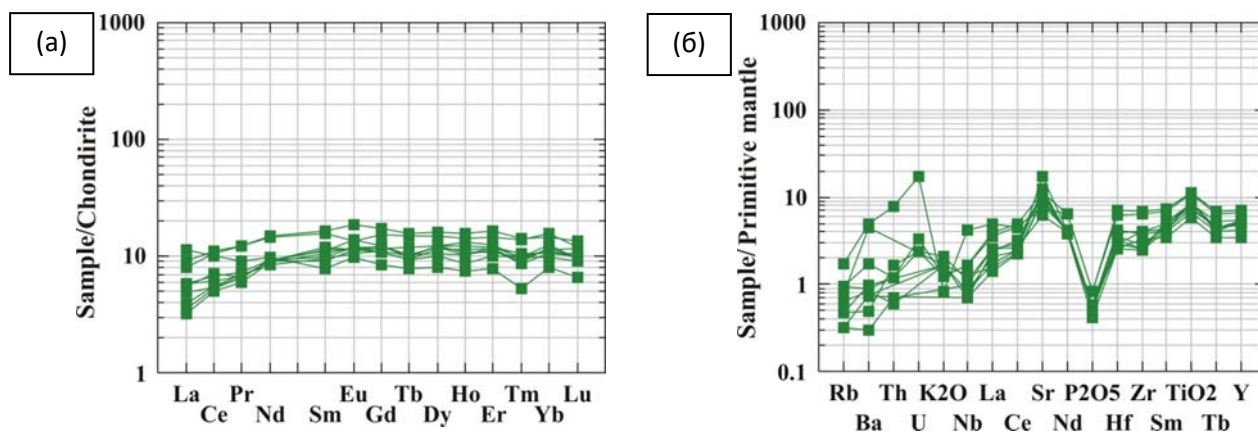 (а)
1000
100
10
1
Sample/Chondirite
La Pr Eu Tb Ho Tm Lu
Ce Nd Sm Gd Dy Er Yb
(б)
1000
100
10
1
0.1
Sample/Primitive mantle
Rb Th K2O La Sr P2O5 Zr TiO2 Y
Ba U Nb Ce Nd Hf Sm Tb